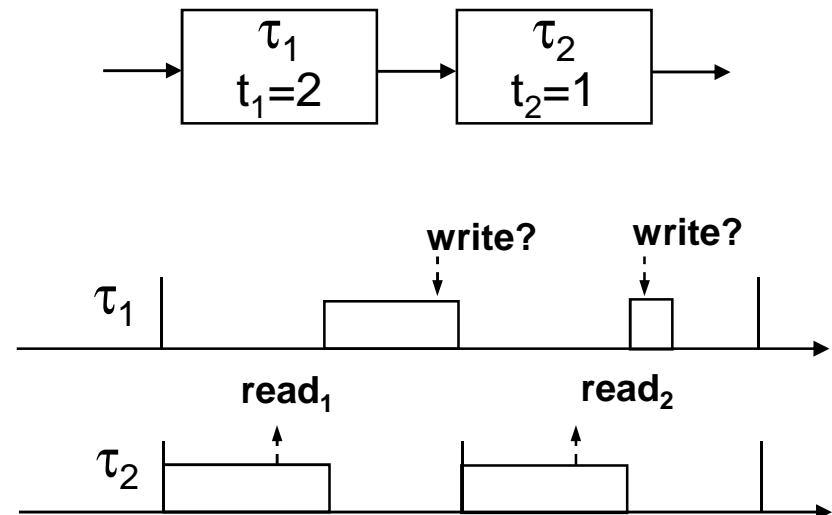 τ₁ τ₂
t₁=2 t₂=1
write? write?
τ₁
read₁ read₂
τ₂